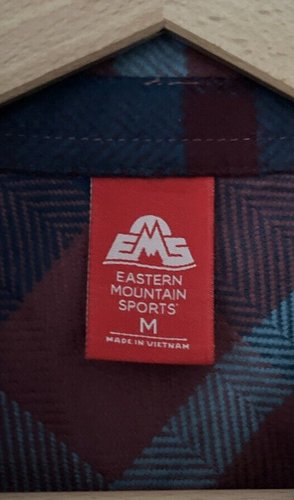 EMS
EASTERN
MOUNTAIN
SPORTS
M
MADE IN VIETNAM